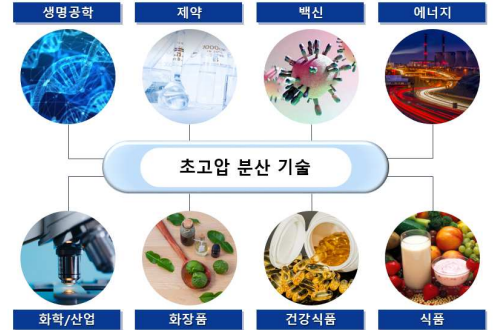 생명공학
제약
백신
에너지
초고압 분산 기술
화학/산업
화장품
건강식품
식품